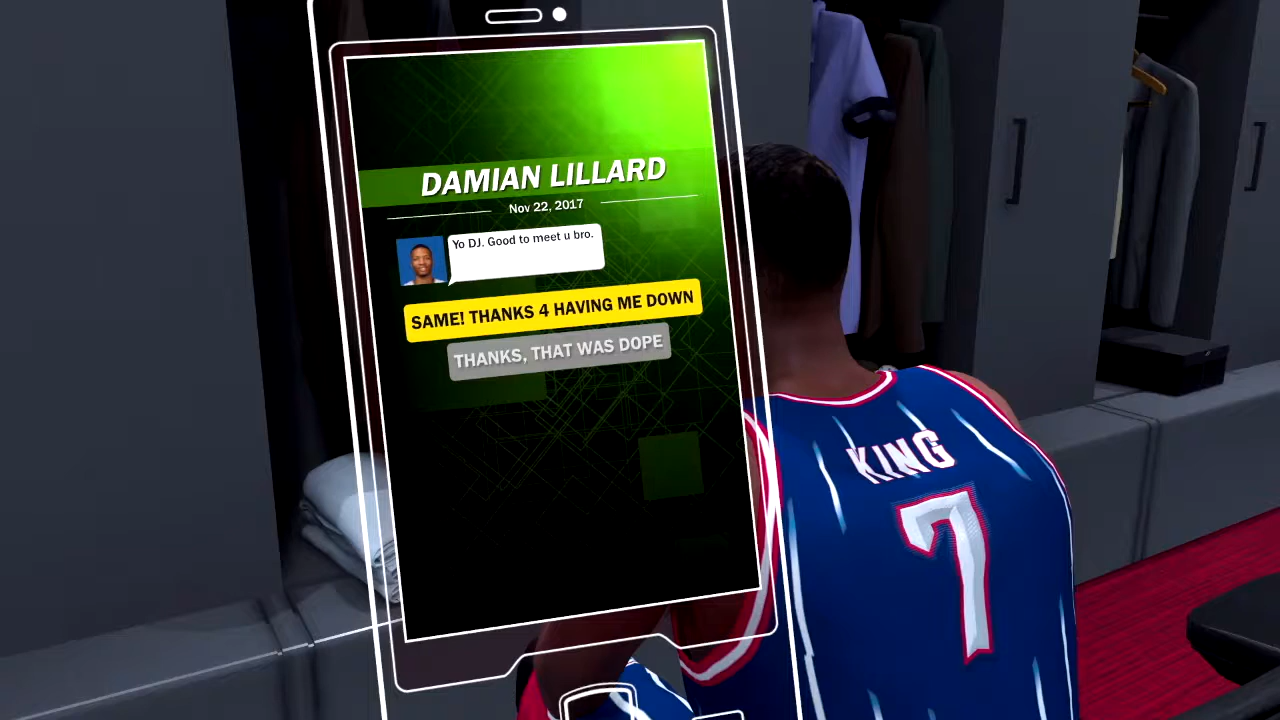 DAMIAN LILLARD
Nov 22, 2017
Yo DJ. Good to meet u bro.
SAME! THANKS 4 HAVING ME DOWN
THANKS, THAT WAS DOPE
KING
7